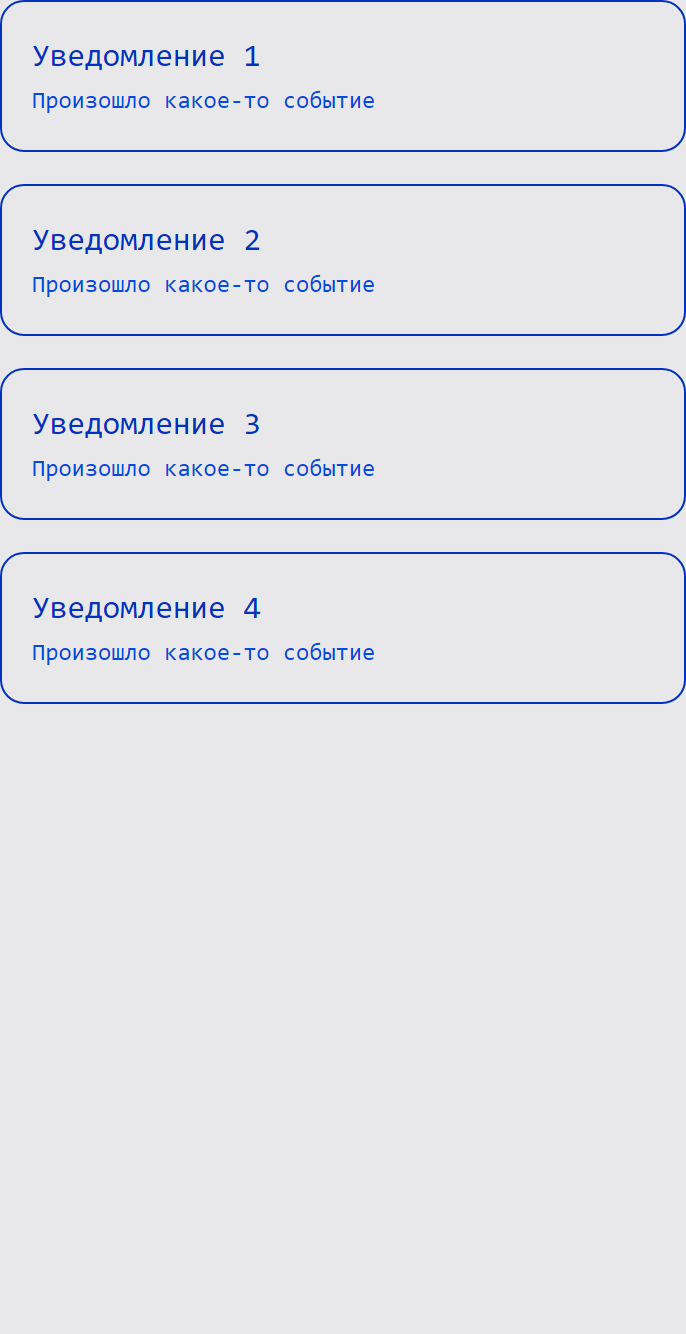 Уведомление 1
Произошло какое-то событие
Уведомление 2
Произошло какое-то событие
Уведомление 3
Произошло какое-то событие
Уведомление 4
Произошло какое-то событие